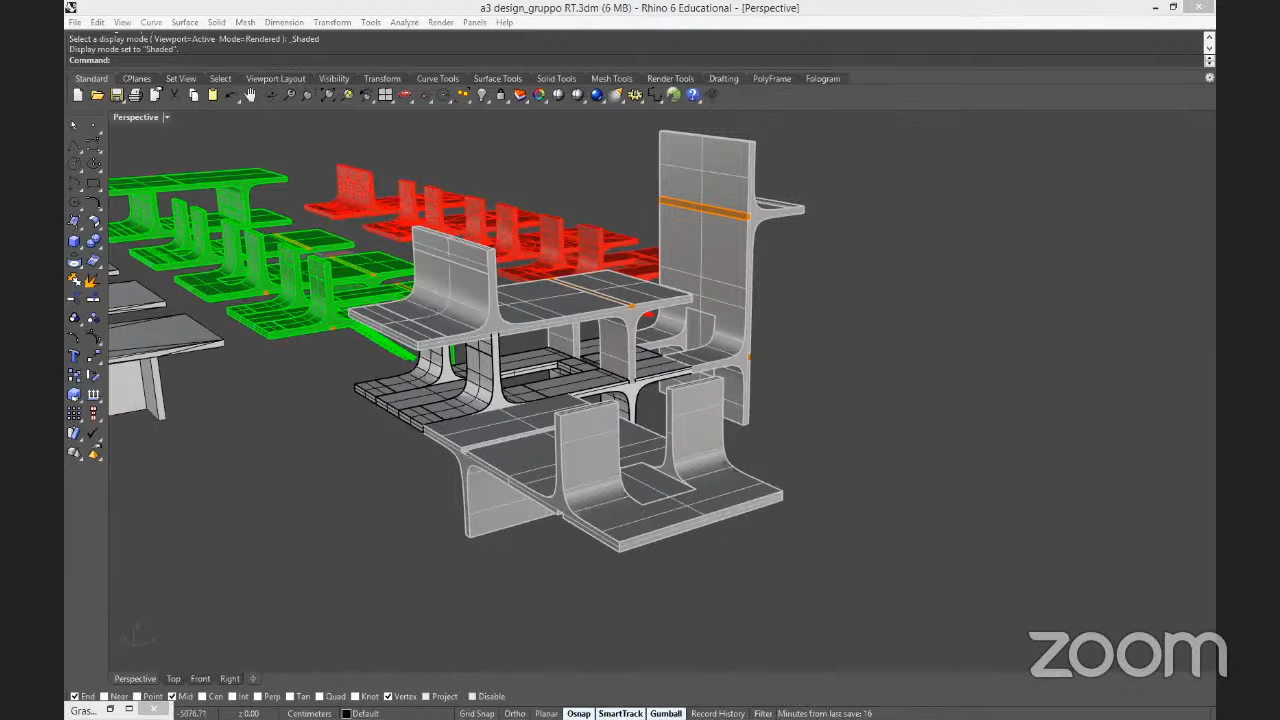 a3 design_gruppo RT.3dm (6 MB) - Rhino 6 Educational - [Perspective]
File Edit View Curve Surface Solid Mesh Dimension Transform Tools Analyze Render Panels Help
Select a display mode ( Viewport=Active Mode=Rendered ): _Shaded
Display mode set to "Shaded".
Command:
Standard CPlanes Set View Select Viewport Layout Visibility Transform Curve Tools Surface Tools Solid Tools Mesh Tools Render Tools Drafting PolyFrame Fologram
Perspective
zoom
Perspective Top Front Right
End Near Point Mid Cen Int Perp Tan Quad Knot Vertex Project Disable
Gras... -5976.71 z 0.00 Centimeters Default Grid Snap Ortho Planar Osnap SmartTrack Gumball Record History Filter Minutes from last save: 16